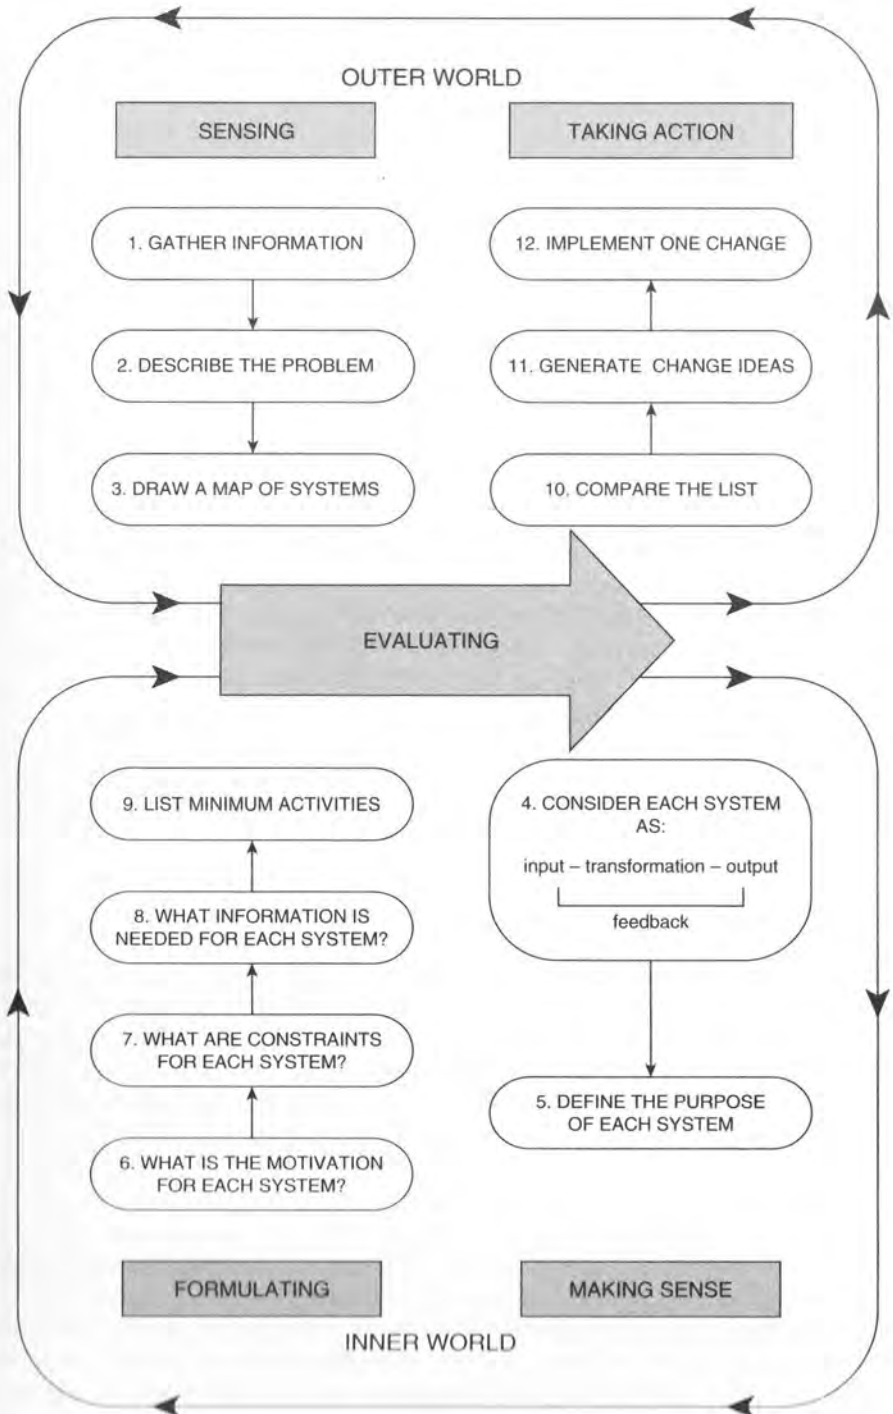 OUTER WORLD
SENSING
TAKING ACTION
1. GATHER INFORMATION
12. IMPLEMENT ONE CHANGE
2. DESCRIBE THE PROBLEM
11. GENERATE CHANGE IDEAS
3. DRAW A MAP OF SYSTEMS
10. COMPARE THE LIST
EVALUATING
9. LIST MINIMUM ACTIVITIES
4. CONSIDER EACH SYSTEM
AS:
input – transformation – output
feedback
8. WHAT INFORMATION IS
NEEDED FOR EACH SYSTEM?
7. WHAT ARE CONSTRAINTS
FOR EACH SYSTEM?
5. DEFINE THE PURPOSE
OF EACH SYSTEM
6. WHAT IS THE MOTIVATION
FOR EACH SYSTEM?
FORMULATING
MAKING SENSE
INNER WORLD